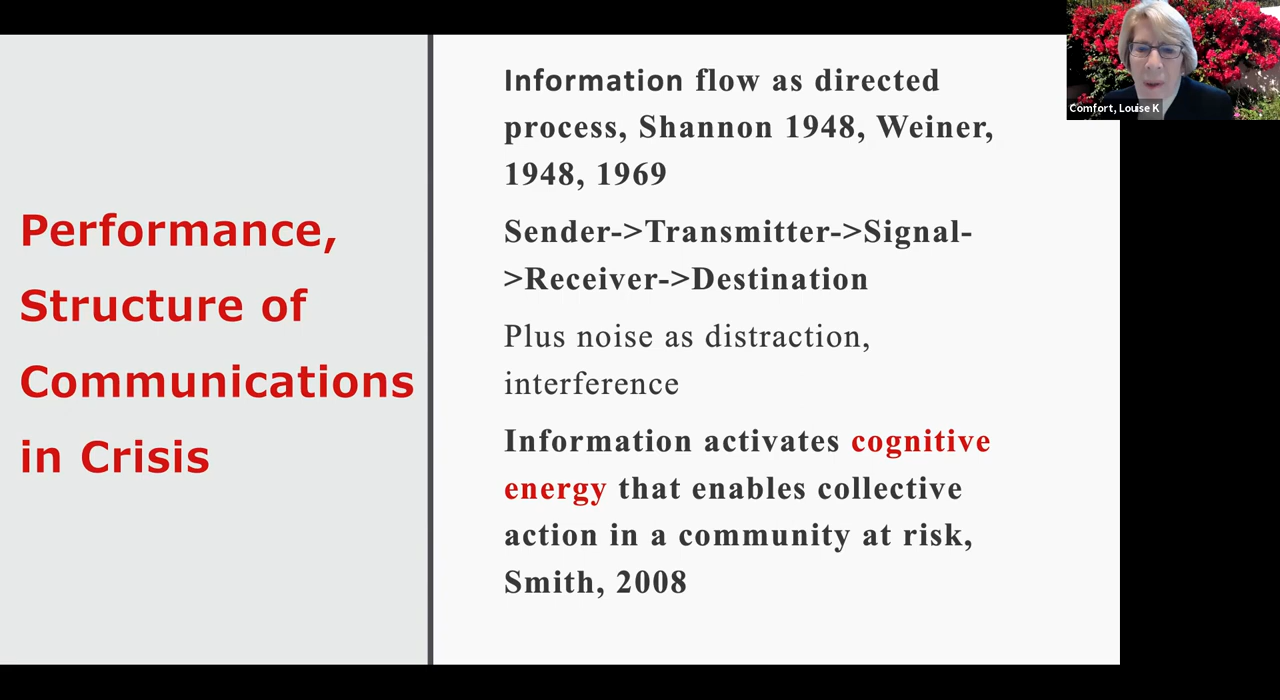 Performance,
Structure of
Communications
in Crisis
Information flow as directed
process, Shannon 1948, Weiner,
1948, 1969
Sender->Transmitter->Signal-
>Receiver->Destination
Plus noise as distraction,
interference
Information activates cognitive
energy that enables collective
action in a community at risk,
Smith, 2008
Comfort, Louise K